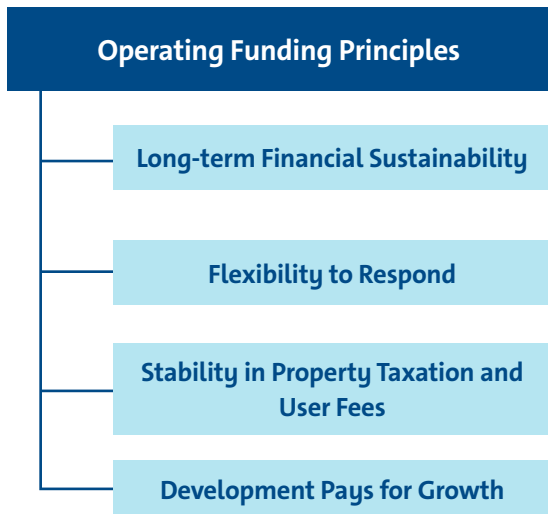 Operating Funding Principles
Long-term Financial Sustainability
Flexibility to Respond
Stability in Property Taxation and
User Fees
Development Pays for Growth